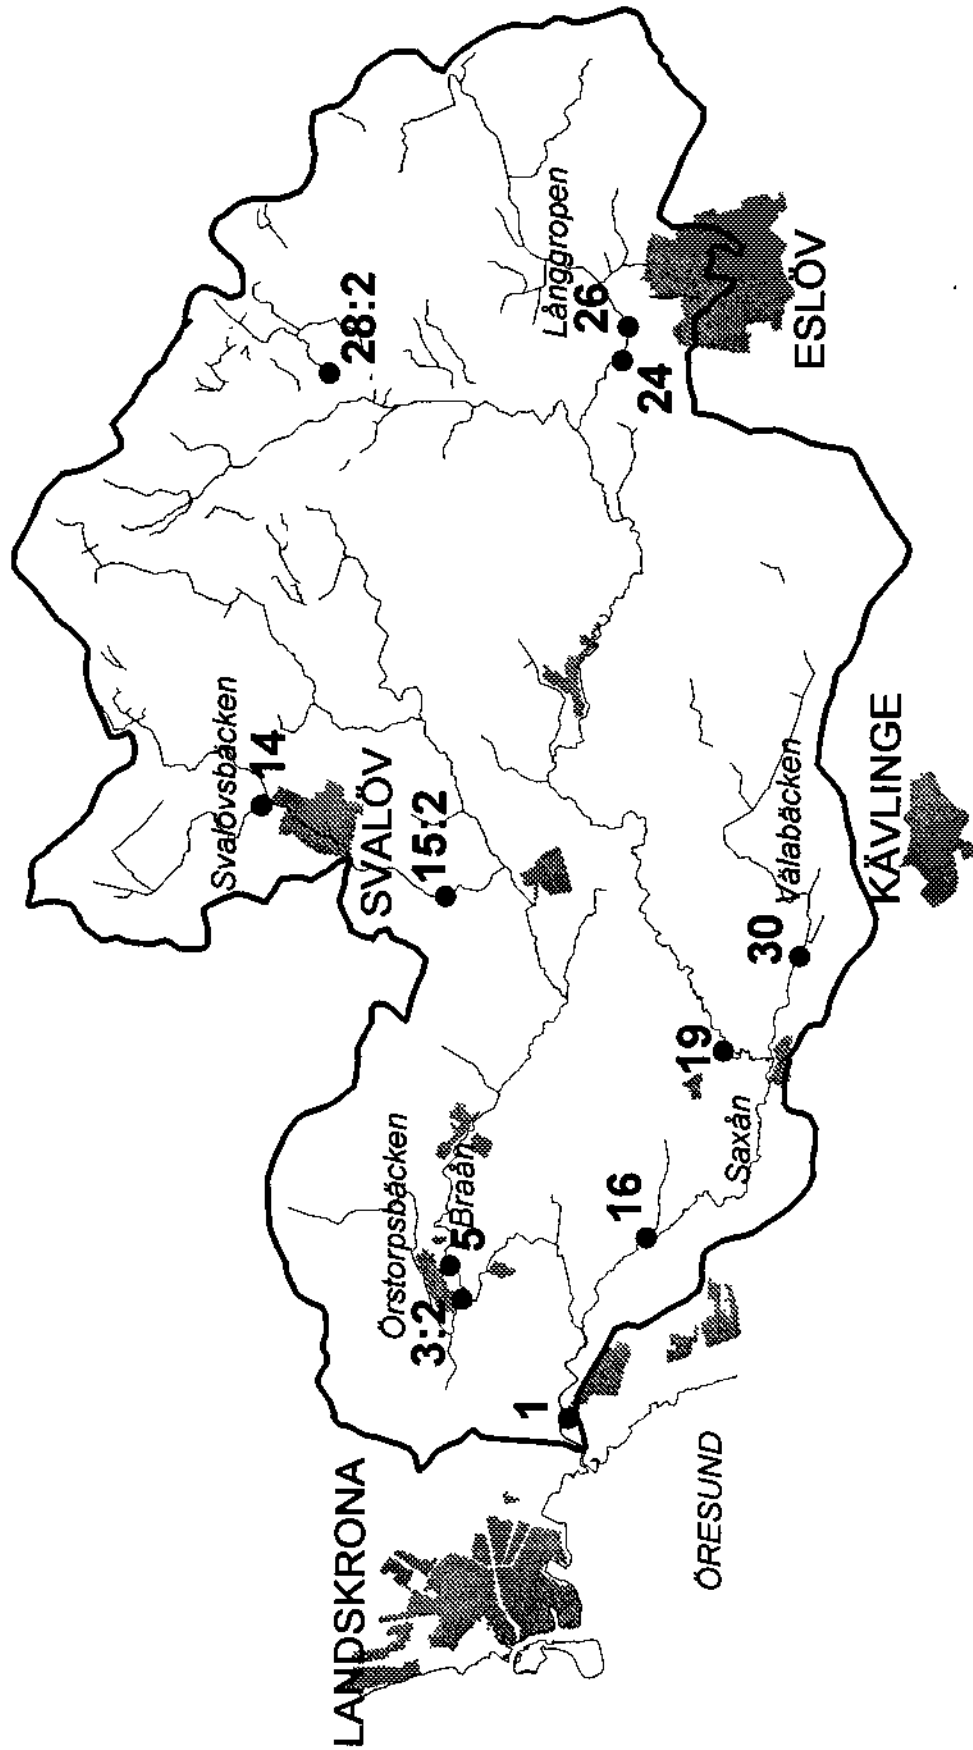 Svalövsbäcken
14
28:2
SVALÖV
15:2
Långgropen
26
24
ESLÖV
Örstorpsbäcken
3:2
5
Braån
LANDSKRONA
1
16
19
Saxån
30
Välabäcken
KÄVLINGE
ÖRESUND